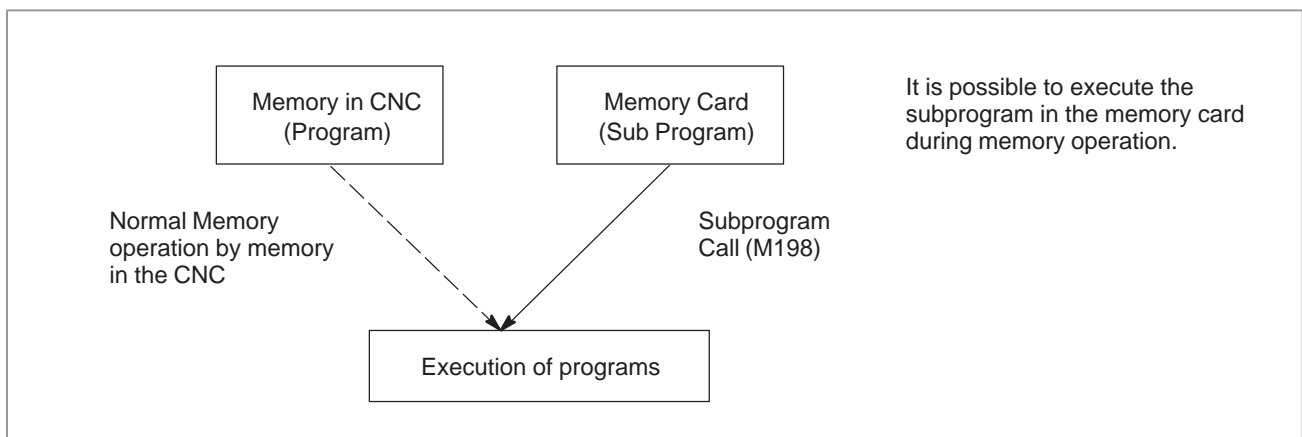 Memory in CNC
(Program)
Memory Card
(Sub Program)
It is possible to execute the
subprogram in the memory card
during memory operation.
Normal Memory
operation by memory
in the CNC
Subprogram
Call (M198)
Execution of programs